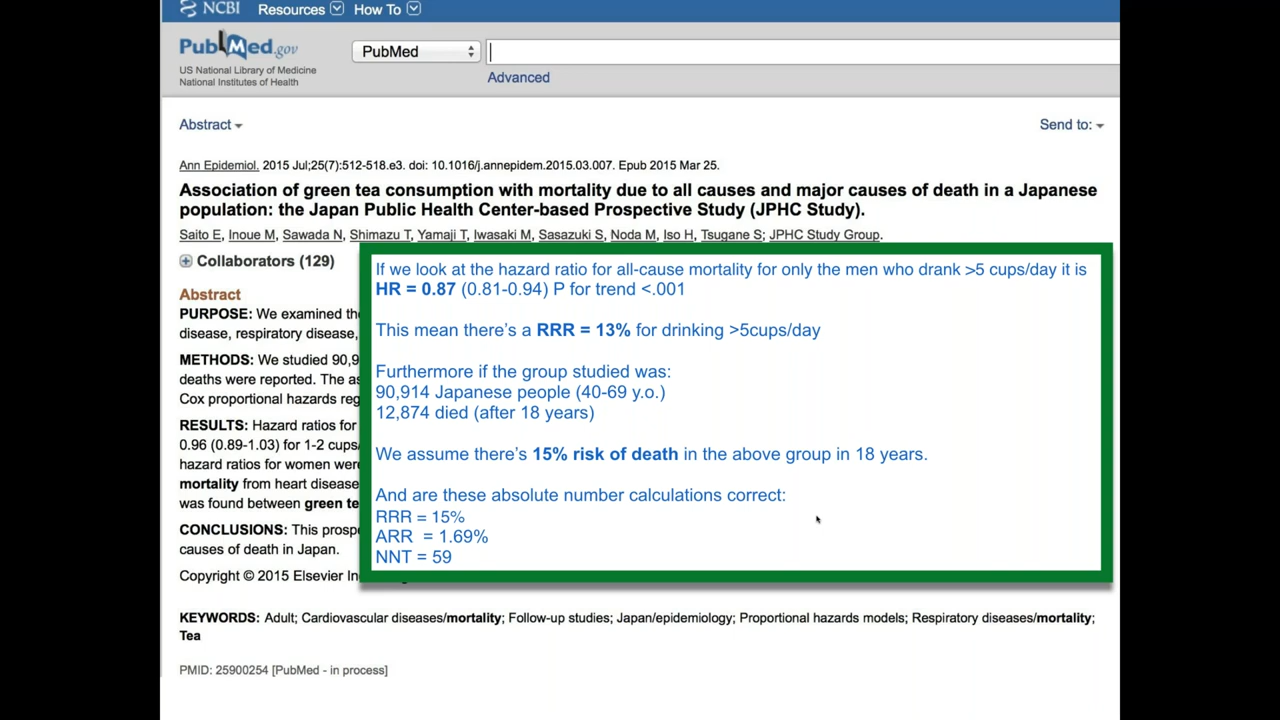 NCBI Resources How To
PubMed.gov
US National Library of Medicine
National Institutes of Health
PubMed
Advanced
Abstract
Send to:
Ann Epidemiol. 2015 Jul;25(7):512-518.e3. doi: 10.1016/j.annepidem.2015.03.007. Epub 2015 Mar 25.
Association of green tea consumption with mortality due to all causes and major causes of death in a Japanese
population: the Japan Public Health Center-based Prospective Study (JPHC Study).
Saito E, Inoue M, Sawada N, Shimazu T, Yamaji T, Iwasaki M, Sasazuki S, Noda M, Iso H, Tsugane S; JPHC Study Group.
Collaborators (129)
Abstract
PURPOSE: We examined the
disease, respiratory disease,
METHODS: We studied 90,9
deaths were reported. The as
Cox proportional hazards reg
RESULTS: Hazard ratios for
0.96 (0.89-1.03) for 1-2 cups/
hazard ratios for women were
mortality from heart disease
was found between green te
CONCLUSIONS: This prospe
causes of death in Japan.
Copyright © 2015 Elsevier In
If we look at the hazard ratio for all-cause mortality for only the men who drank >5 cups/day it is
HR = 0.87 (0.81-0.94) P for trend <.001
This mean there's a RRR = 13% for drinking >5cups/day
Furthermore if the group studied was:
90,914 Japanese people (40-69 y.o.)
12,874 died (after 18 years)
We assume there's 15% risk of death in the above group in 18 years.
And are these absolute number calculations correct:
RRR = 15%
ARR = 1.69%
NNT = 59
KEYWORDS: Adult; Cardiovascular diseases/mortality; Follow-up studies; Japan/epidemiology; Proportional hazards models; Respiratory diseases/mortality;
Tea
PMID: 25900254 [PubMed - in process]